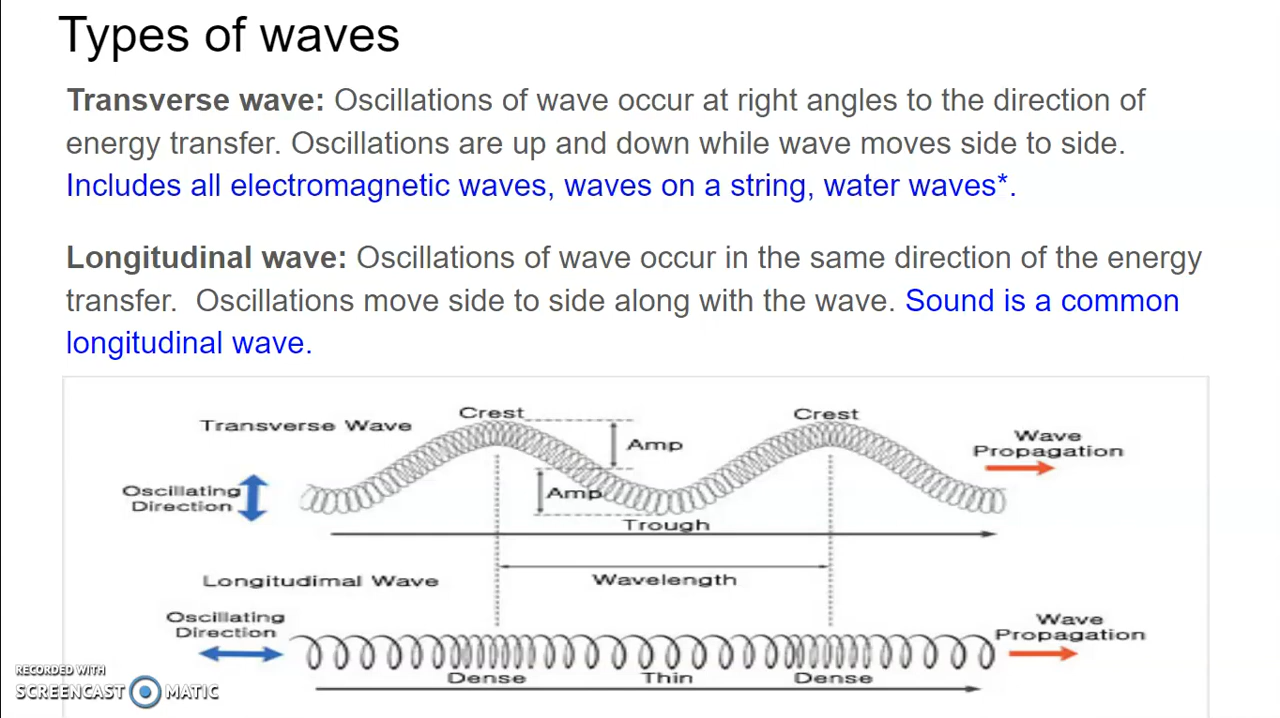 Types of waves
Transverse wave: Oscillations of wave occur at right angles to the direction of
energy transfer. Oscillations are up and down while wave moves side to side.
Includes all electromagnetic waves, waves on a string, water waves*.
Longitudinal wave: Oscillations of wave occur in the same direction of the energy
transfer.  Oscillations move side to side along with the wave. Sound is a common
longitudinal wave.
Crest
Crest
Transverse Wave
Amp
Wave
Propagation
Oscillating
Direction
Amp
Trough
Wavelength
Longitudimal Wave
Oscillating
Direction
Wave
Propagation
Dense
Thin
Dense
RECORDED WITH
SCREENCAST MATIC